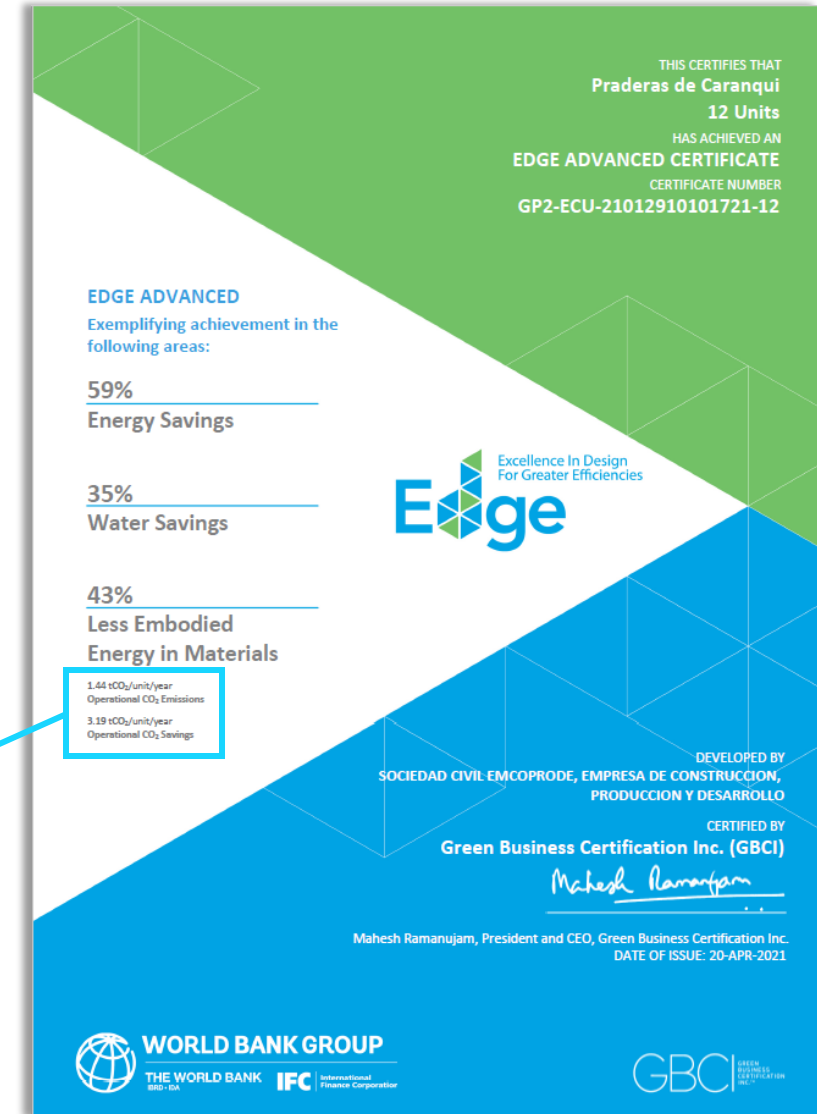 THIS CERTIFIES THAT
Praderas de Caranqui
12 Units
HAS ACHIEVED AN
EDGE ADVANCED CERTIFICATE
CERTIFICATE NUMBER
GP2-ECU-21012910101721-12
EDGE ADVANCED
Exemplifying achievement in the
following areas:
59%
Energy Savings
35%
Water Savings
43%
Less Embodied
Energy in Materials
1.44 tCO₂/unit/year
Operational CO₂ Emissions
3.19 tCO₂/unit/year
Operational CO₂ Savings
Edge
Excellence In Design
For Greater Efficiencies
DEVELOPED BY
SOCIEDAD CIVIL EMCOPRODE, EMPRESA DE CONSTRUCCION,
PRODUCCION Y DESARROLLO
CERTIFIED BY
Green Business Certification Inc. (GBCI)
Mahesh Ramanujam
Mahesh Ramanujam, President and CEO, Green Business Certification Inc.
DATE OF ISSUE: 20-APR-2021
WORLD BANK GROUP
THE WORLD BANK
IBRD • IDA
IFC
International
Finance Corporation
GBCI
GREEN
BUSINESS
CERTIFICATION
INC.™